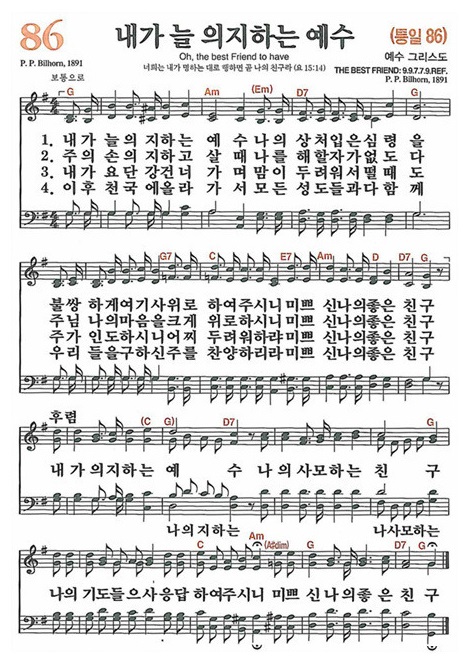 86
내가 늘 의지하는 예수
(통일 86)
Oh, the best Friend to have
예수 그리스도
P. P. Bilhorn, 1891
너희는 내가 명하는 대로 행하면 곧 나의 친구라 (요 15:14)
THE BEST FRIEND: 9.9.7.7.9.REF.
P. P. Bilhorn, 1891
보통으로
G Am (Em) D7 G
1. 내가 늘의 지하는 예 수나의 상처입은심령 을
2. 주의 손의 지하고 살 때나를 해할자가없도 다
3. 내가 요단 강건너 가 며맘이 두려워서떨때 도
4. 이후 천국 에올라 가 서모든 성도들과다함 께
G7 C E7 Am D D7 G
불쌍 하게여기사위로 하여주시니 미쁘 신나의좋은 친구
주님 나의마음을크게 위로하시니 미쁘 신나의좋은 친구
주가 인도하시니어찌 두려워하랴 미쁘 신나의좋은 친구
우리 들을구하신주를 찬양하리라 미쁘 신나의좋은 친구
후렴
(C G) D7 G
내 가의지하는 예 수 나의사모하는 친 구
나의지하는 나사모하는
C Am (A#dim) G D7 G
나의기도들으사응답 하여주시니 미쁘 신나의좋은 친구